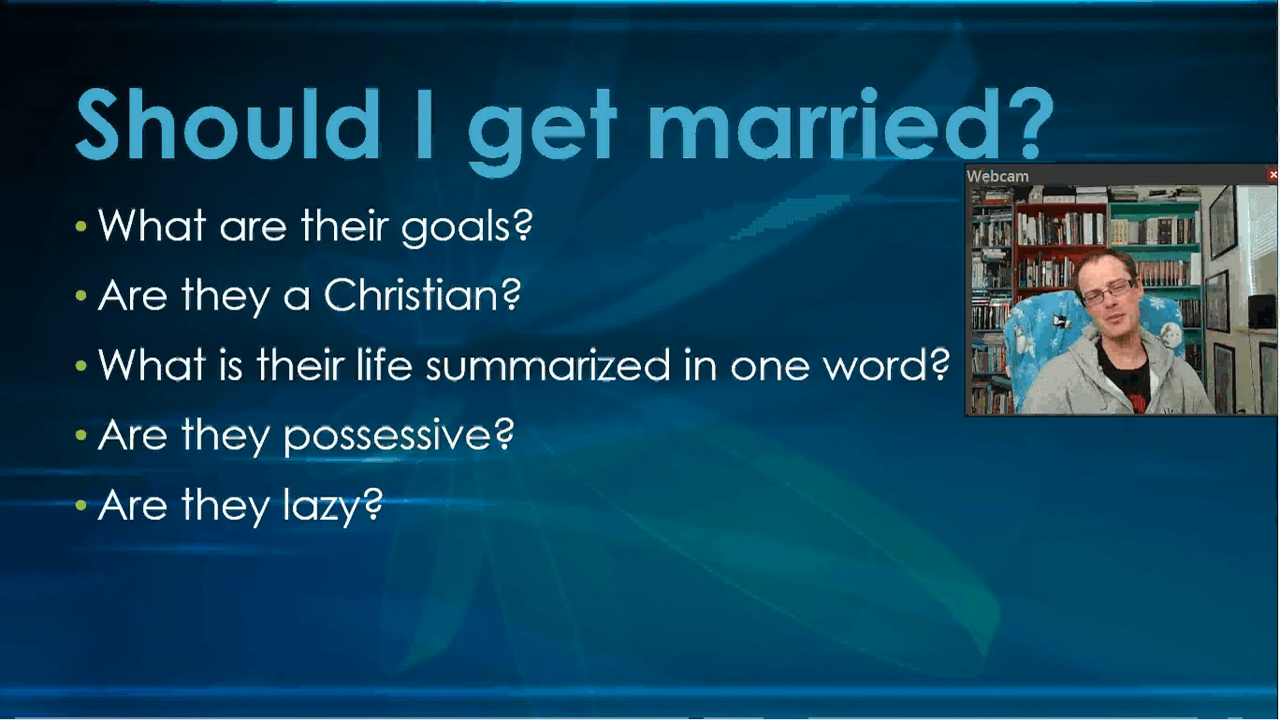 Should I get married?
Webcam
• What are their goals?
• Are they a Christian?
• What is their life summarized in one word?
• Are they possessive?
• Are they lazy?